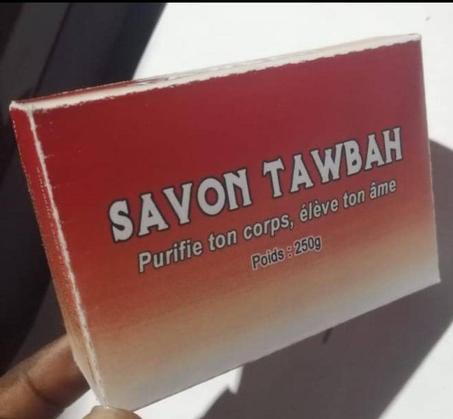 SAVON TAWBAH
Purifie ton corps, élève ton âme
Poids : 250g